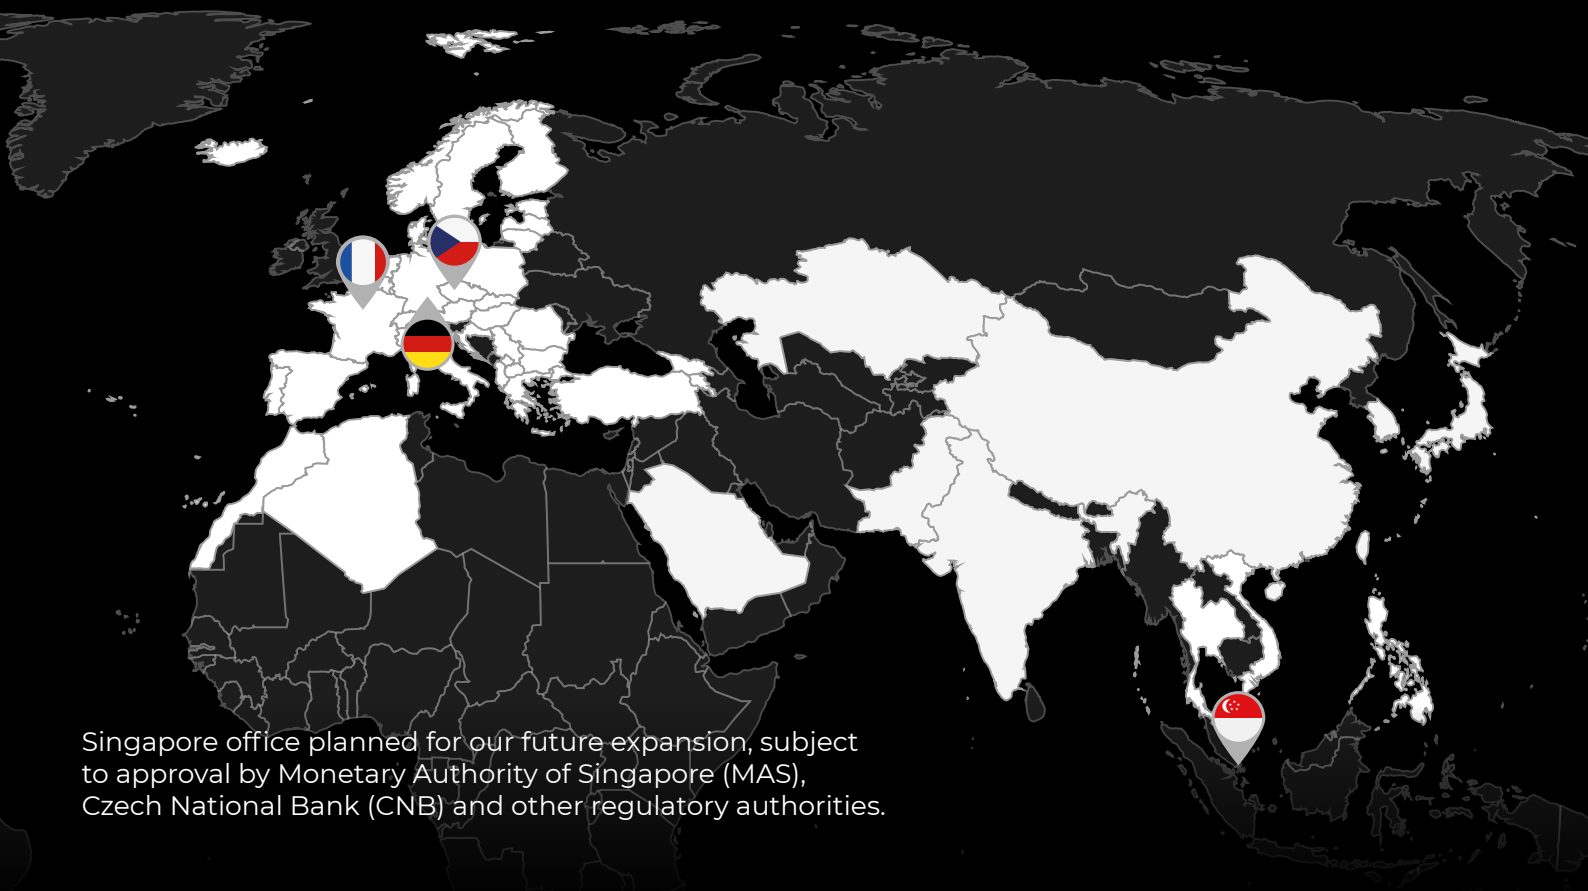 Singapore office planned for our future expansion, subject
to approval by Monetary Authority of Singapore (MAS),
Czech National Bank (CNB) and other regulatory authorities.